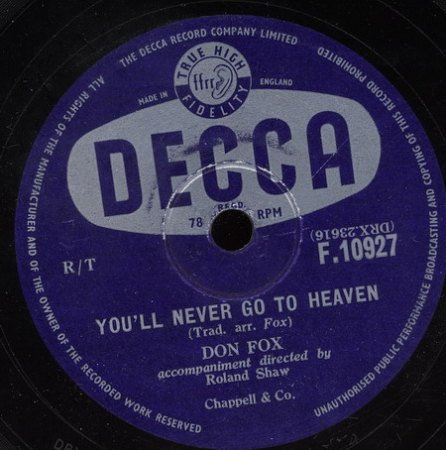 THE DECCA RECORD COMPANY LIMITED
ALL RIGHTS OF THE MANUFACTURER AND OF THE OWNER OF THE RECORDED WORK RESERVED
UNAUTHORISED PUBLIC PERFORMANCE BROADCASTING AND COPYING OF THIS RECORD PROHIBITED
TRUE HIGH
ffrr
FIDELITY
MADE IN
ENGLAND
DECCA
REGD.
78 RPM
(DRX.23616)
F.10927
R/T
YOU'LL NEVER GO TO HEAVEN
(Trad. arr. Fox)
DON FOX
accompaniment directed by
Roland Shaw
Chappell & Co.